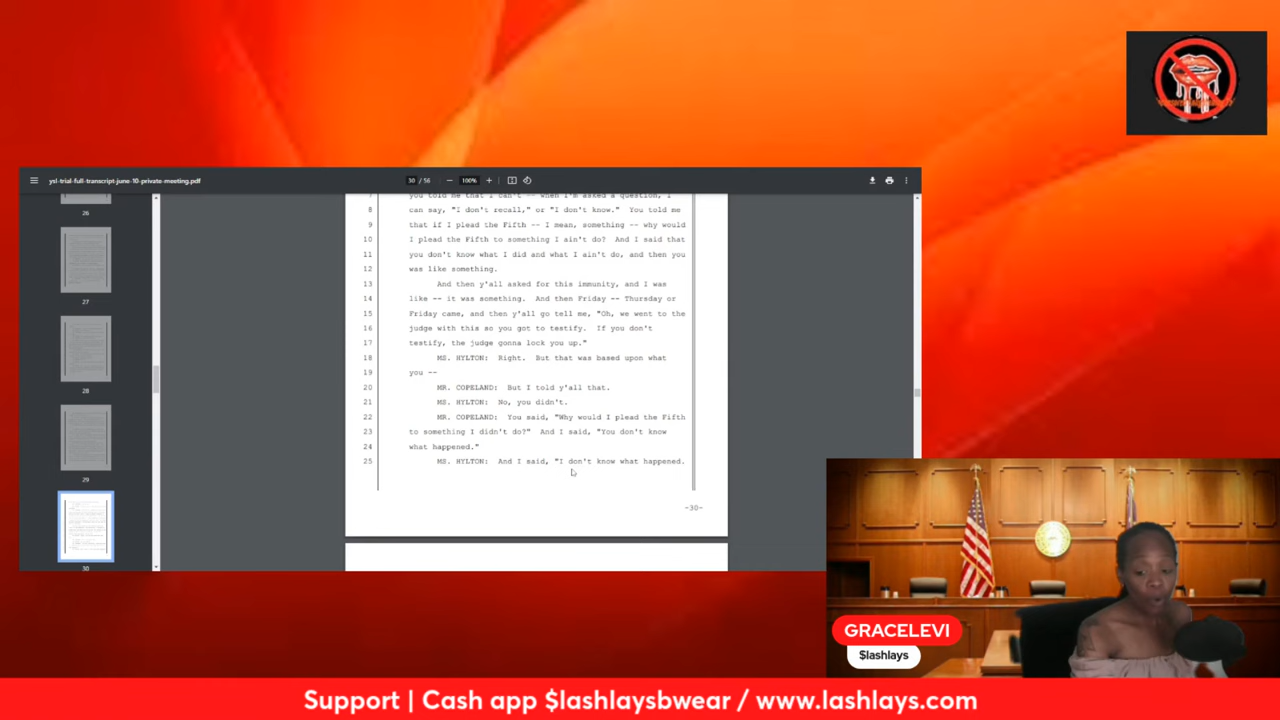 ysl-trial-full-transcript-june-10-private-meeting.pdf
30 / 56
100%
26
27
28
29
30
7 you told me that I can't -- when I'm asked a question, I
8 can say, "I don't recall," or "I don't know." You told me
9 that if I plead the Fifth -- I mean, something -- why would
10 I plead the Fifth to something I ain't do? And I said that
11 you don't know what I did and what I ain't do, and then you
12 was like something.
13 And then y'all asked for this immunity, and I was
14 like -- it was something. And then Friday -- Thursday or
15 Friday came, and then y'all go tell me, "Oh, we went to the
16 judge with this so you got to testify. If you don't
17 testify, the judge gonna lock you up."
18 MS. HYLTON: Right. But that was based upon what
19 you --
20 MR. COPELAND: But I told y'all that.
21 MS. HYLTON: No, you didn't.
22 MR. COPELAND: You said, "Why would I plead the Fifth
23 to something I didn't do?" And I said, "You don't know
24 what happened."
25 MS. HYLTON: And I said, "I don't know what happened.
-30-
GRACELEVI
$lashlays
Support | Cash app $lashlaysbwear / www.lashlays.com